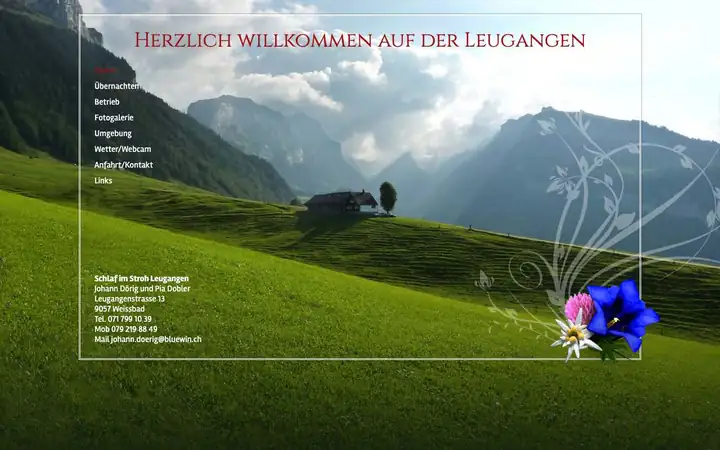 Herzlich willkommen auf der Leugangen
Übernachten
Betrieb
Fotogalerie
Umgebung
Wetter/Webcam
Anfahrt/Kontakt
Links
Schlaf im Stroh Leugangen
Johann Dörig und Pia Dobler
Leugangenstrasse 13
9057 Weissbad
Tel. 071 799 10 39
Mob 079 219 88 49
Mail johann.doerig@bluewin.ch